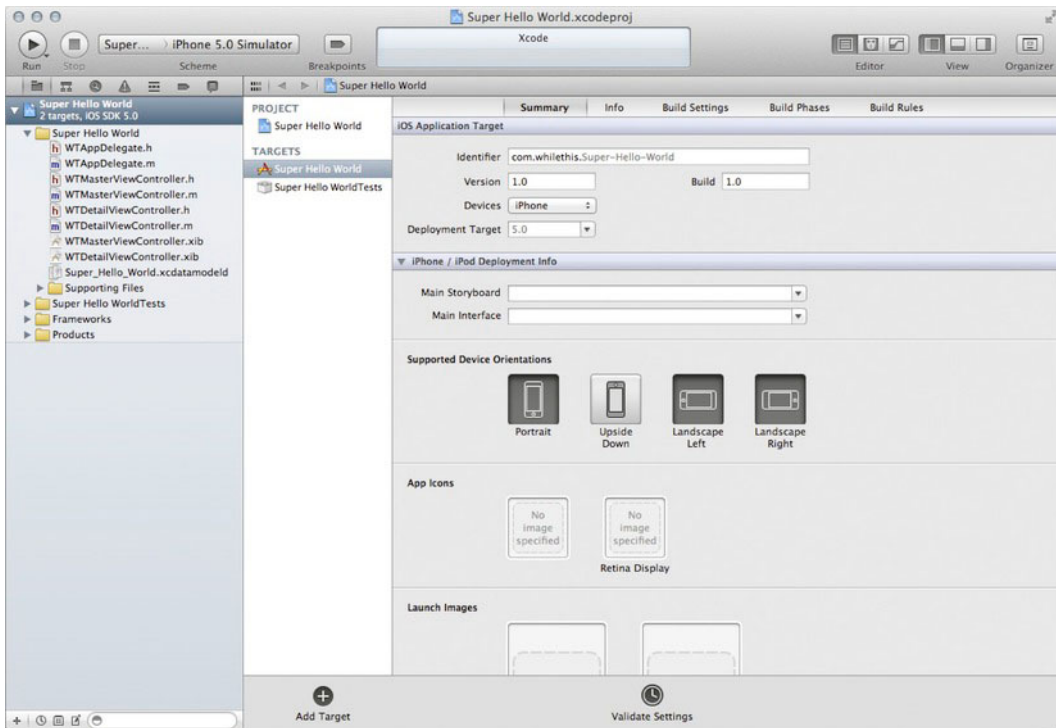 Super Hello World.xcodeproj
Super... iPhone 5.0 Simulator
Xcode
Run Stop Scheme Breakpoints Editor View Organizer
Super Hello World
Super Hello World
2 targets, iOS SDK 5.0
Super Hello World
WTAppDelegate.h
WTAppDelegate.m
WTMasterViewController.h
WTMasterViewController.m
WTDetailViewController.h
WTDetailViewController.m
WTMasterViewController.xib
WTDetailViewController.xib
Super_Hello_World.xcdatamodeld
Supporting Files
Super Hello WorldTests
Frameworks
Products
PROJECT
Super Hello World
TARGETS
Super Hello World
Super Hello WorldTests
Summary Info Build Settings Build Phases Build Rules
iOS Application Target
Identifier com.whilethis.Super-Hello-World
Version 1.0 Build 1.0
Devices iPhone
Deployment Target 5.0
iPhone / iPod Deployment Info
Main Storyboard
Main Interface
Supported Device Orientations
Portrait Upside Landscape Landscape
Down Left Right
App Icons
No No
image image
specified specified
Retina Display
Launch Images
Add Target Validate Settings